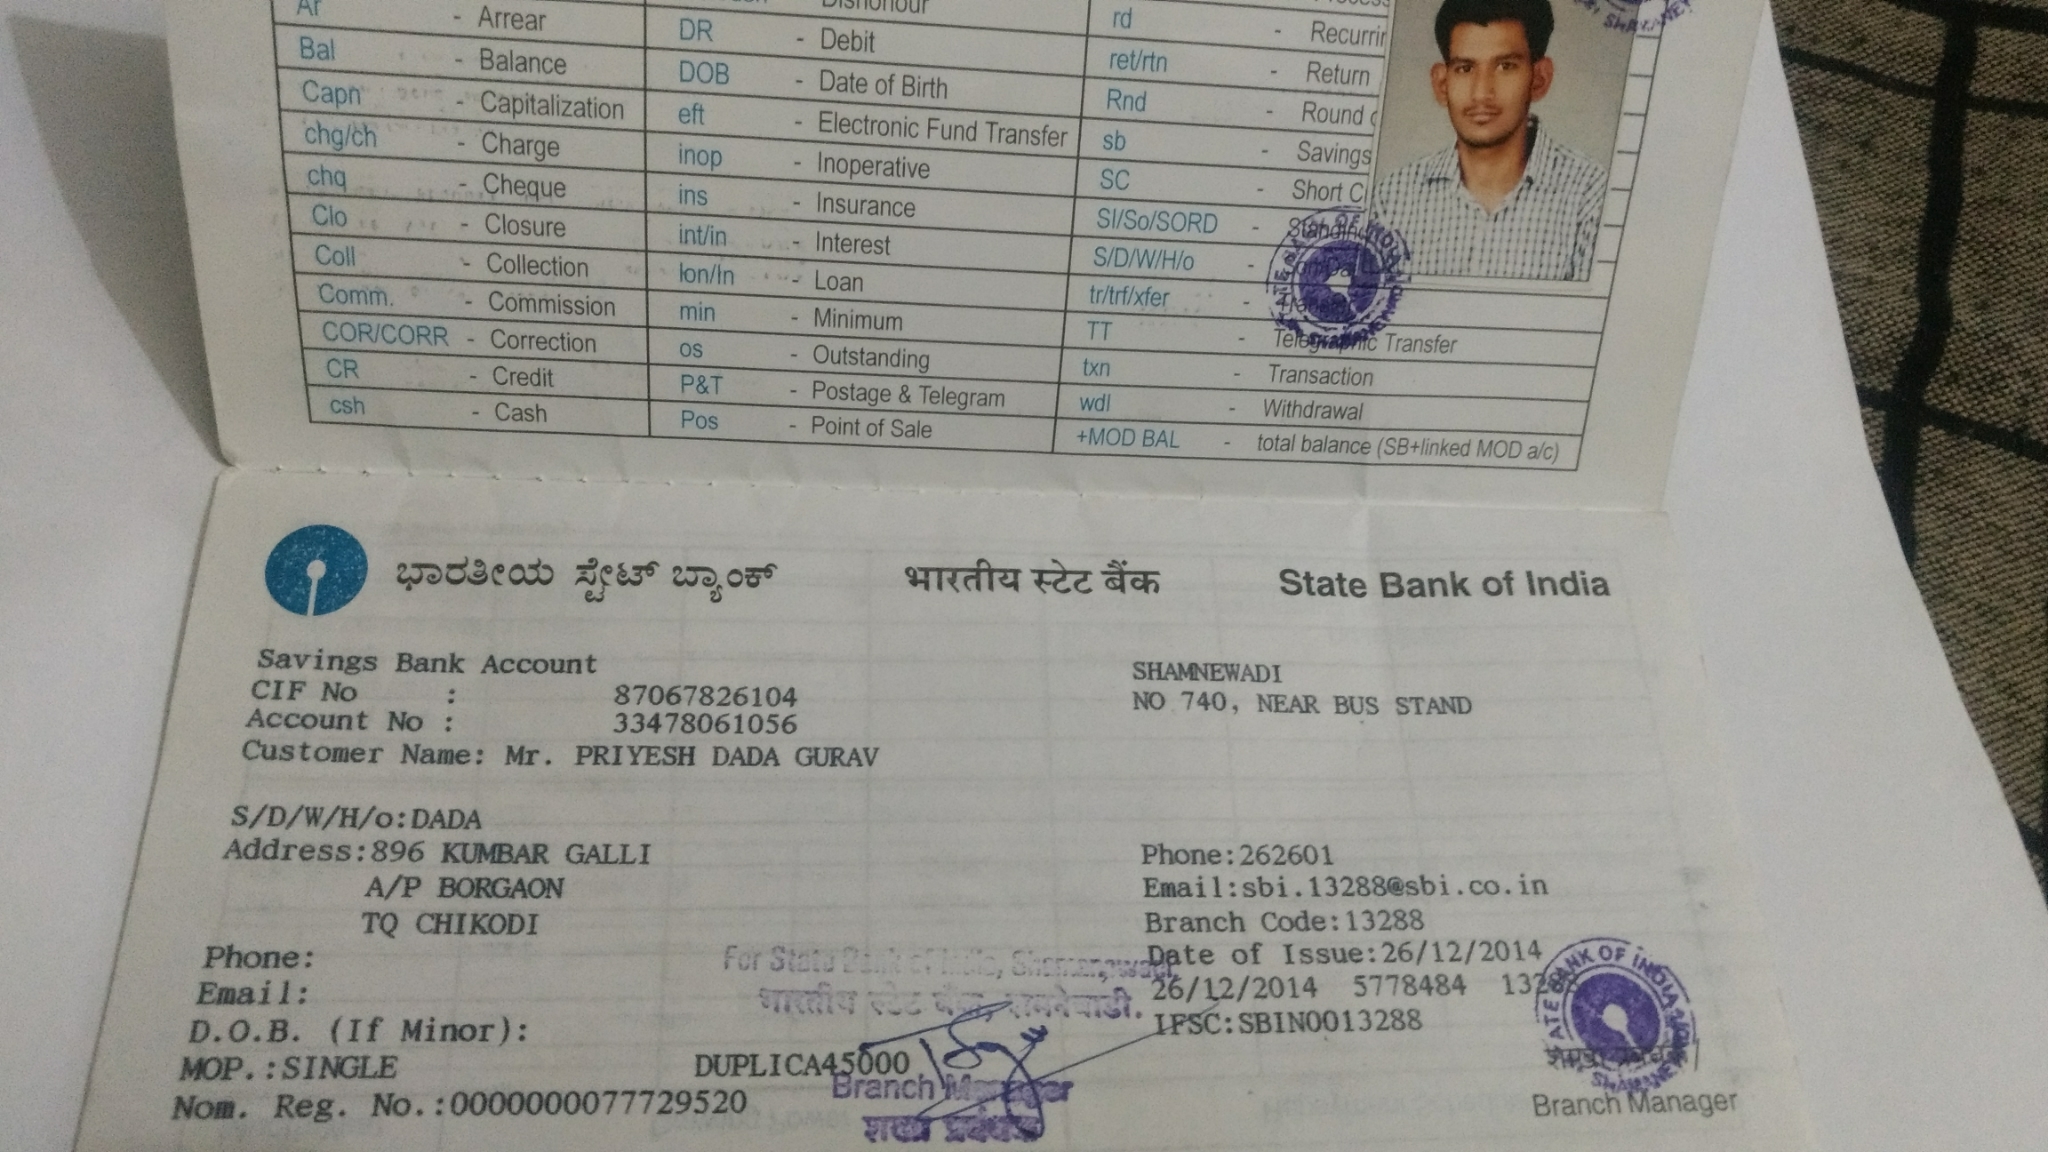 Ar - Arrear
Bal - Balance
Capn - Capitalization
chg/ch - Charge
chq - Cheque
Clo - Closure
Coll - Collection
Comm. - Commission
COR/CORR - Correction
CR - Credit
csh - Cash
Dishonour
DR - Debit
DOB - Date of Birth
eft - Electronic Fund Transfer
inop - Inoperative
ins - Insurance
int/in - Interest
lon/ln - Loan
min - Minimum
os - Outstanding
P&T - Postage & Telegram
Pos - Point of Sale
rd - Recurrin
ret/rtn - Return
Rnd - Round
sb - Savings
SC - Short C
SI/So/SORD - Standin
S/D/W/H/o -
tr/trf/xfer - Transfer
TT - Telegraphic Transfer
txn - Transaction
wdl - Withdrawal
+MOD BAL - total balance (SB+linked MOD a/c)
ಭಾರತೀಯ ಸ್ಟೇಟ್ ಬ್ಯಾಂಕ್ भारतीय स्टेट बैंक State Bank of India
Savings Bank Account
CIF No : 87067826104
Account No : 33478061056
Customer Name: Mr. PRIYESH DADA GURAV
SHAMNEWADI
NO 740, NEAR BUS STAND
S/D/W/H/o:DADA
Address:896 KUMBAR GALLI
A/P BORGAON
TQ CHIKODI
Phone:
Email:
D.O.B. (If Minor):
MOP.:SINGLE DUPLICA45000
Nom. Reg. No.:0000000077729520
Phone:262601
Email:sbi.13288@sbi.co.in
Branch Code:13288
Date of Issue:26/12/2014
26/12/2014 5778484 13288
IFSC:SBIN0013288
For State Bank of India, Shamanewadi
भारतीय स्टेट बैंक, शमनेवाडी.
Branch Manager
शाखा प्रबंधक
STATE BANK OF INDIA
शाखा प्रबंधक
Branch Manager